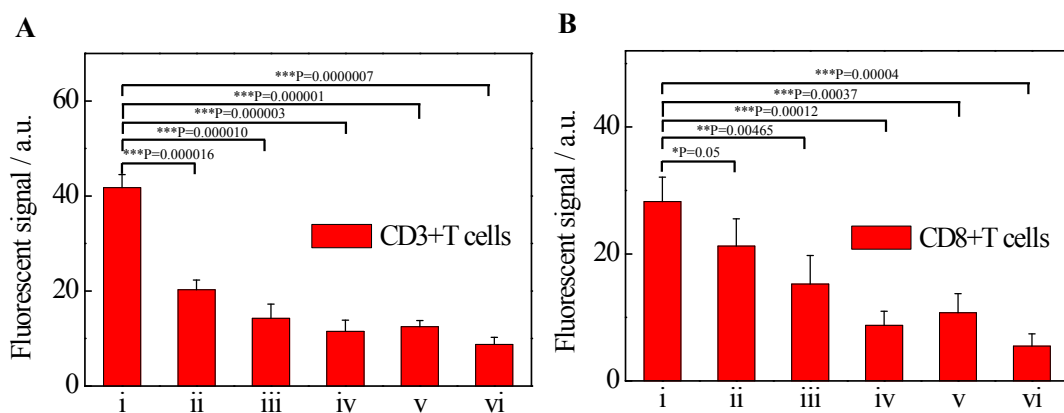 A
Fluorescent signal / a.u.
60
40
20
0
***P=0.0000007
***P=0.000001
***P=0.000003
***P=0.000010
***P=0.000016
CD3+T cells
i ii iii iv v vi
B
Fluorescent signal / a.u.
40
20
0
***P=0.00004
***P=0.00037
***P=0.00012
**P=0.00465
*P=0.05
CD8+T cells
i ii iii iv v vi